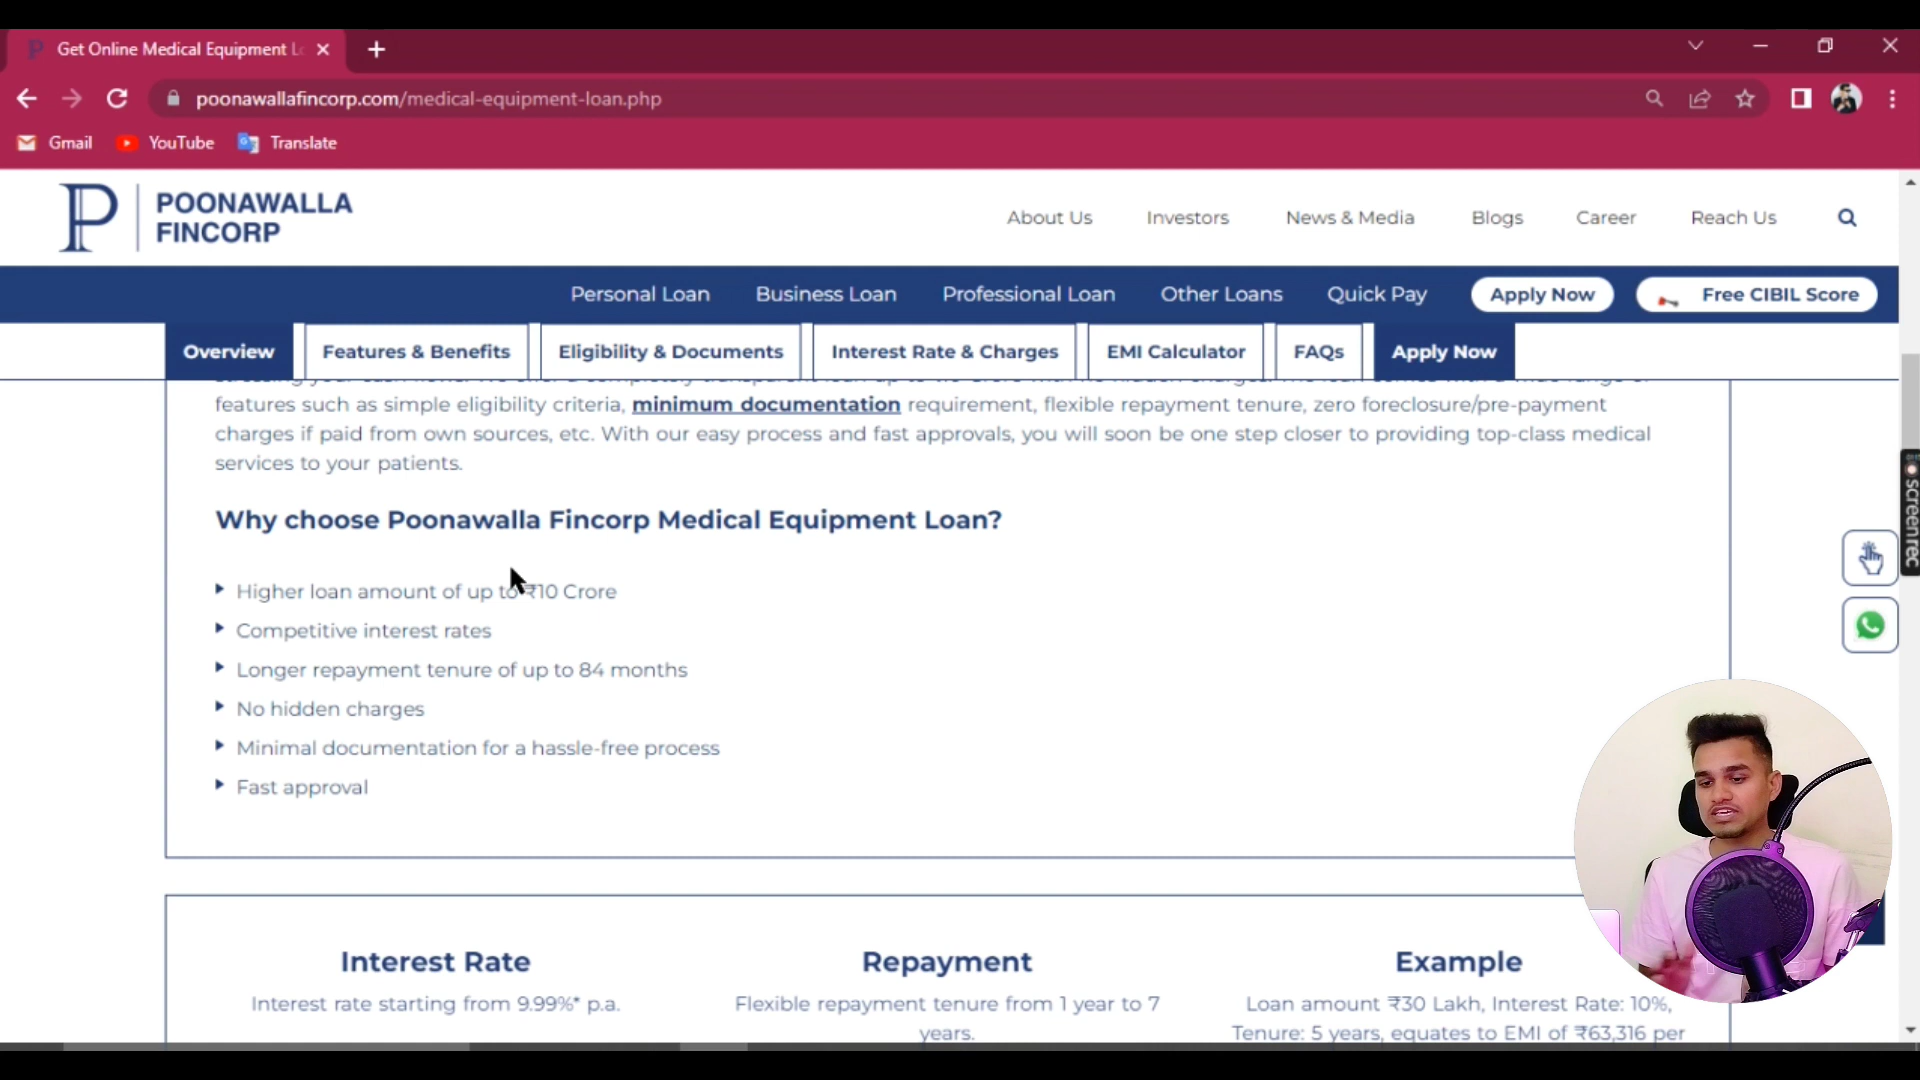 Get Online Medical Equipment Lo
poonawallafincorp.com/medical-equipment-loan.php
Gmail
YouTube
Translate
POONAWALLA
FINCORP
About Us
Investors
News & Media
Blogs
Career
Reach Us
Personal Loan
Business Loan
Professional Loan
Other Loans
Quick Pay
Apply Now
Free CIBIL Score
Overview
Features & Benefits
Eligibility & Documents
Interest Rate & Charges
EMI Calculator
FAQs
Apply Now
features such as simple eligibility criteria, minimum documentation requirement, flexible repayment tenure, zero foreclosure/pre-payment
charges if paid from own sources, etc. With our easy process and fast approvals, you will soon be one step closer to providing top-class medical
services to your patients.
Why choose Poonawalla Fincorp Medical Equipment Loan?
Higher loan amount of up to ₹10 Crore
Competitive interest rates
Longer repayment tenure of up to 84 months
No hidden charges
Minimal documentation for a hassle-free process
Fast approval
screenrec
Interest Rate
Interest rate starting from 9.99%* p.a.
Repayment
Flexible repayment tenure from 1 year to 7
years.
Example
Loan amount ₹30 Lakh, Interest Rate: 10%,
Tenure: 5 years, equates to EMI of ₹63,316 per